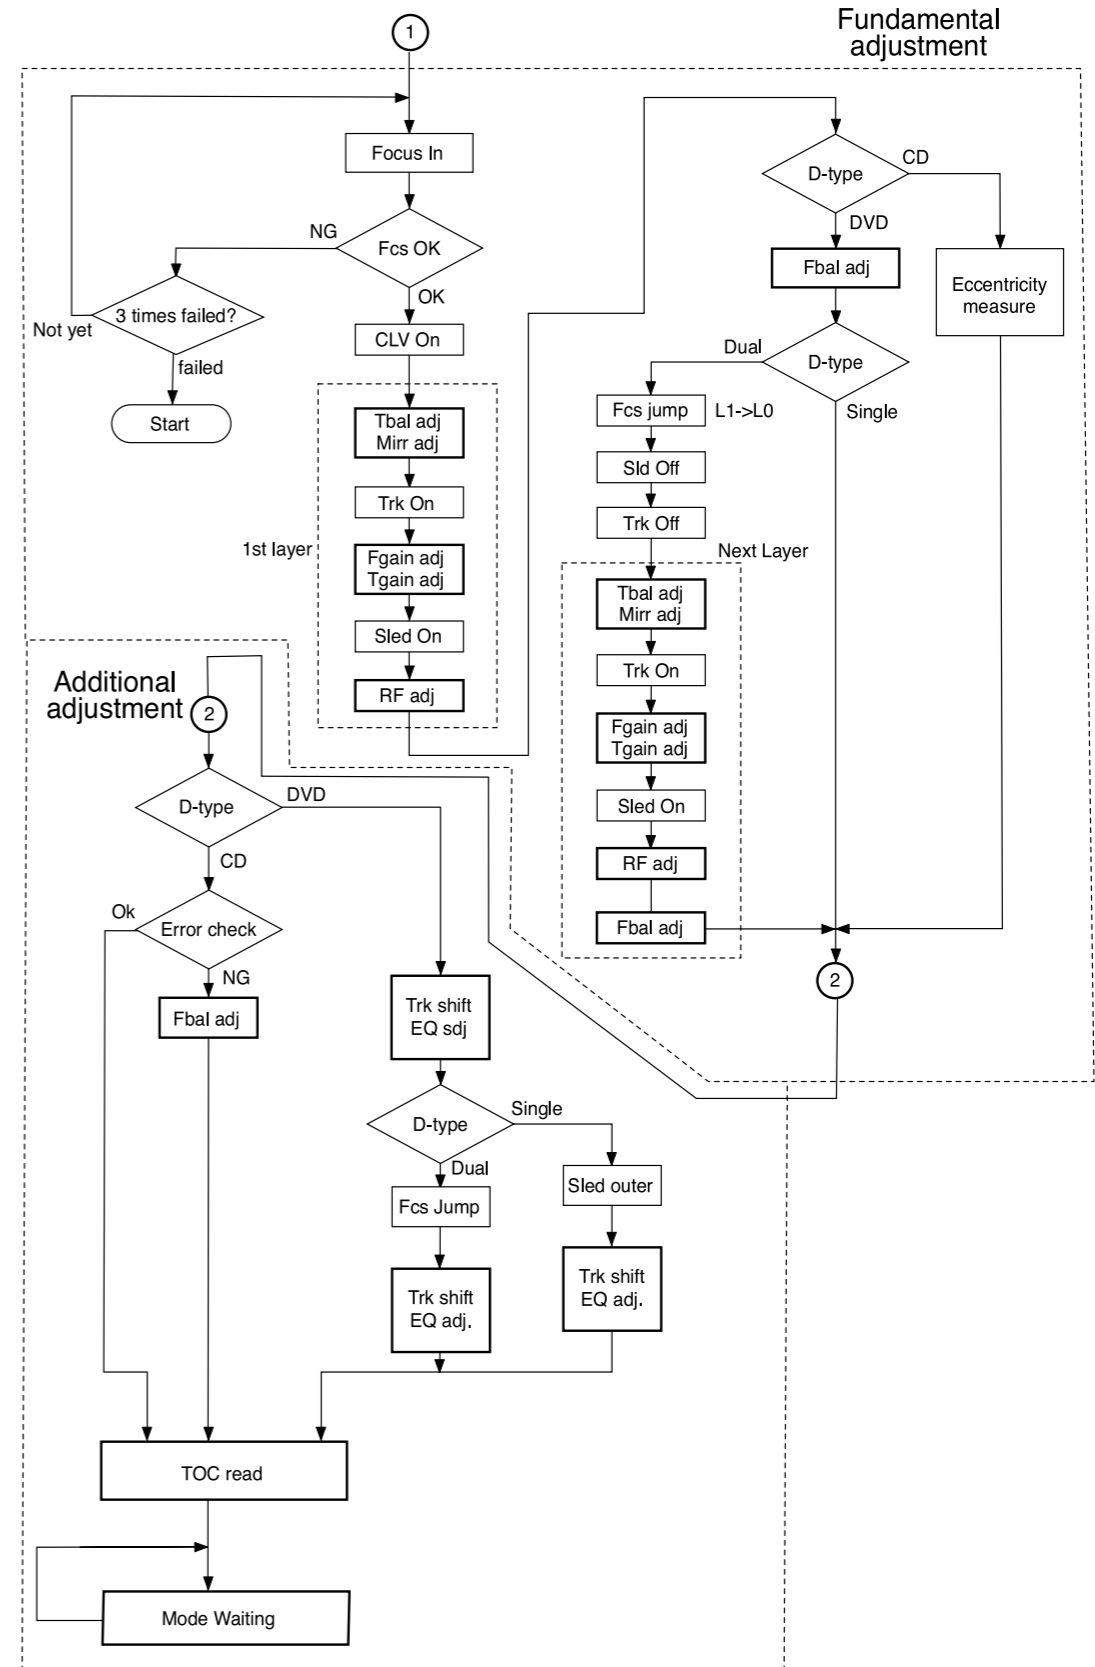 Fundamental
adjustment
1
Focus In
NG
Fcs OK
OK
3 times failed?
Not yet
failed
Start
CLV On
Tbal adj
Mirr adj
Trk On
1st layer
Fgain adj
Tgain adj
Sled On
RF adj
D-type
CD
DVD
Fbal adj
Eccentricity
measure
Dual
D-type
Single
Fcs jump
L1->L0
Sld Off
Trk Off
Next Layer
Tbal adj
Mirr adj
Trk On
Fgain adj
Tgain adj
Sled On
RF adj
Fbal adj
2
Additional
adjustment
2
D-type
DVD
CD
Ok
Error check
NG
Fbal adj
Trk shift
EQ sdj
D-type
Single
Dual
Fcs Jump
Sled outer
Trk shift
EQ adj.
Trk shift
EQ adj.
TOC read
Mode Waiting